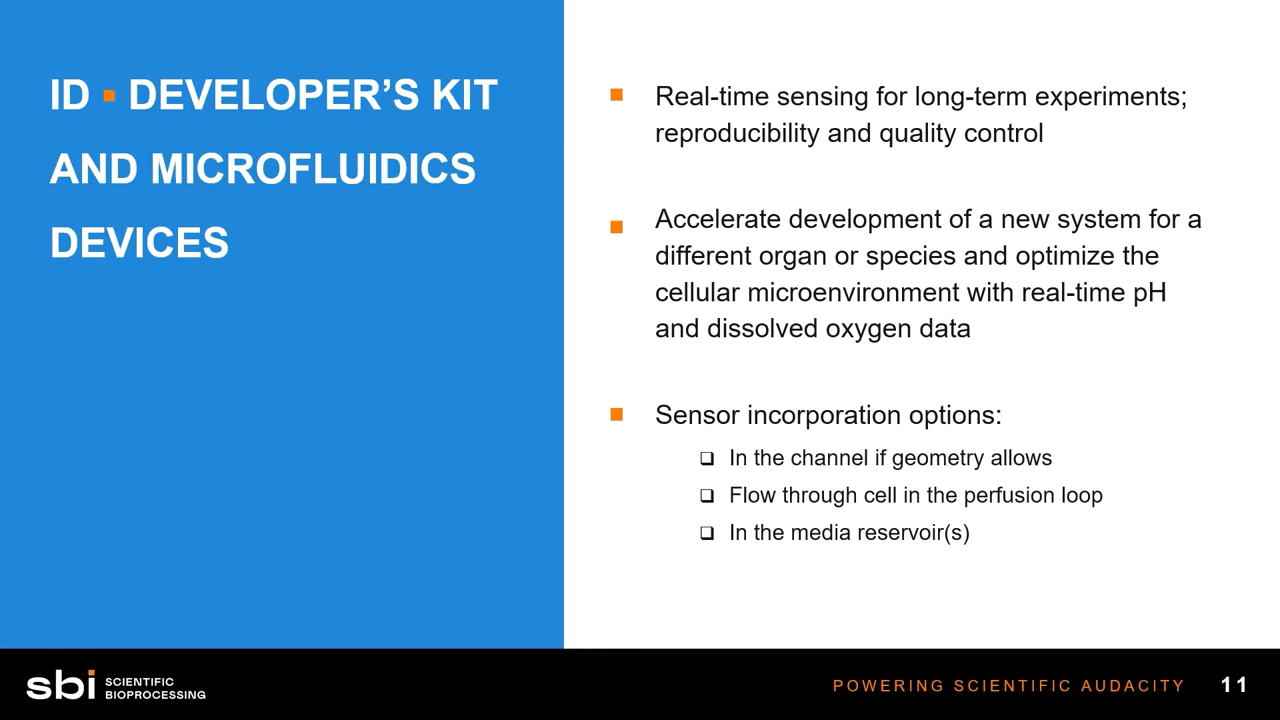 ID ▪ DEVELOPER’S KIT
AND MICROFLUIDICS
DEVICES
Real-time sensing for long-term experiments;
reproducibility and quality control
Accelerate development of a new system for a
different organ or species and optimize the
cellular microenvironment with real-time pH
and dissolved oxygen data
Sensor incorporation options:
In the channel if geometry allows
Flow through cell in the perfusion loop
In the media reservoir(s)
sbi SCIENTIFIC
BIOPROCESSING
POWERING SCIENTIFIC AUDACITY 11